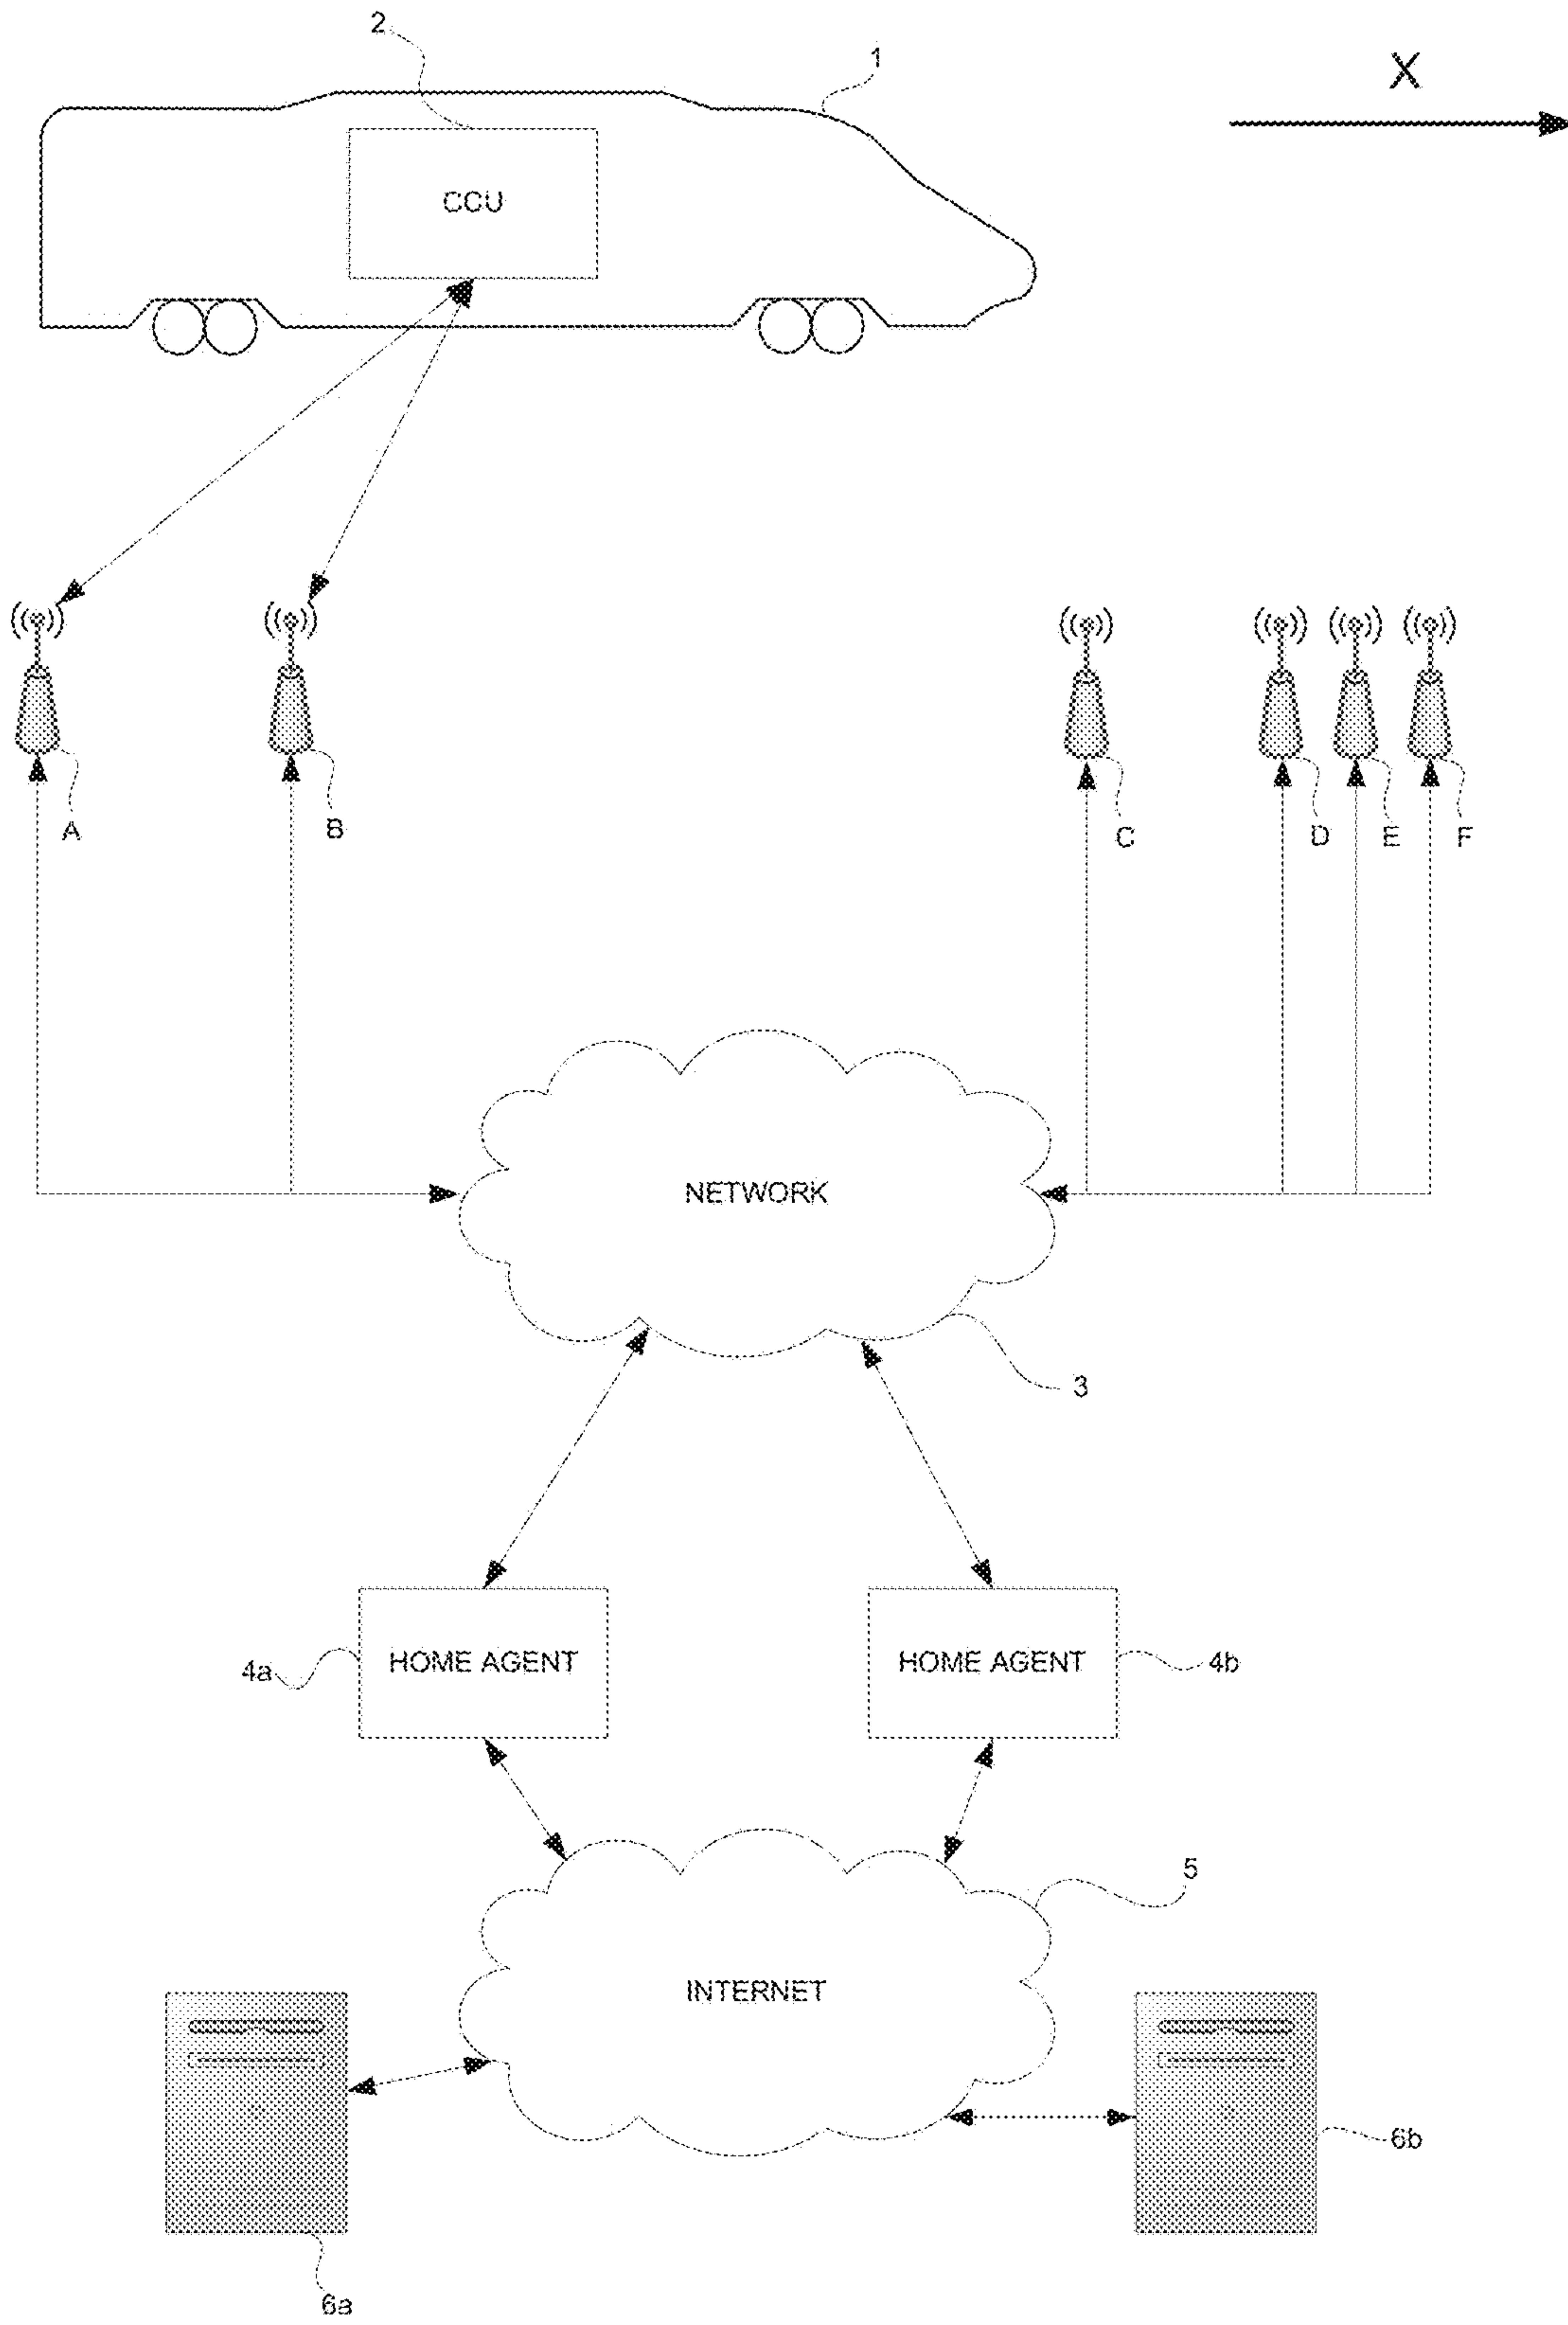 2
1
X
CCU
A
B
C
D
E
F
NETWORK
3
4a
HOME AGENT
HOME AGENT
4b
5
INTERNET
6b
6a